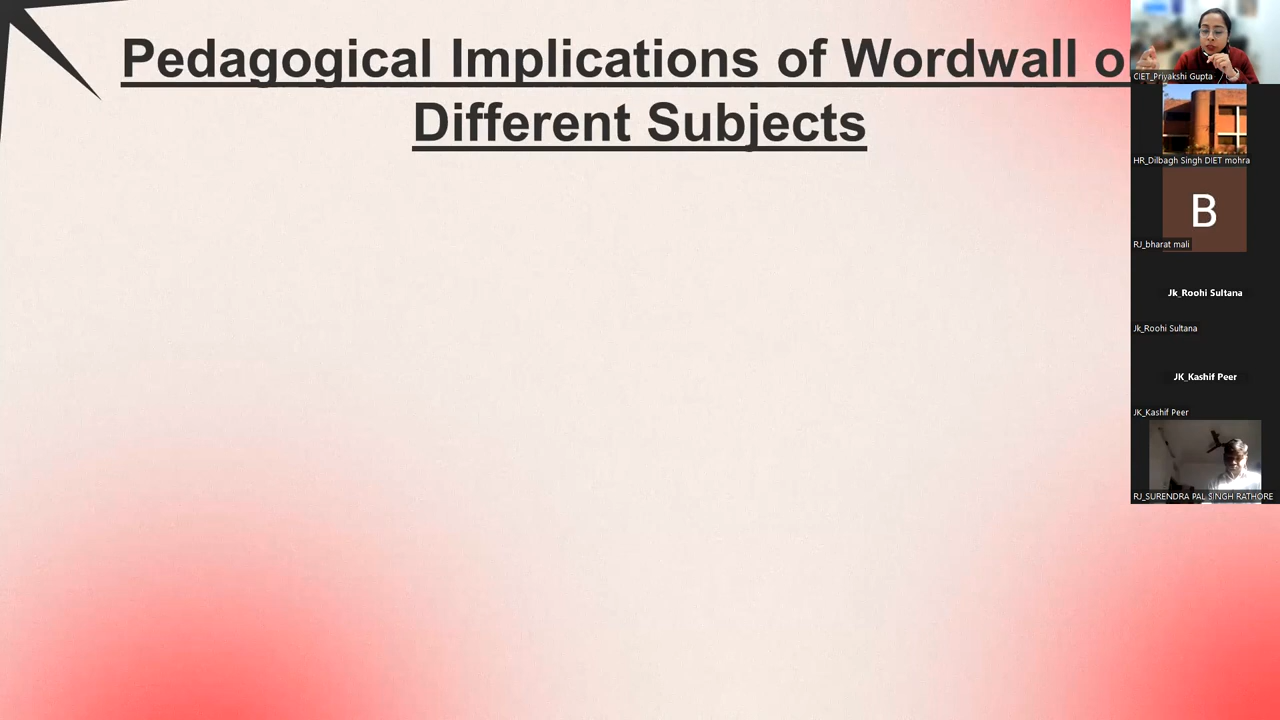 Pedagogical Implications of Wordwall o
Different Subjects
CIET_Priyakshi Gupta
HR_Dilbagh Singh DIET mohra
B
RJ_bharat mali
Jk_Roohi Sultana
Jk_Roohi Sultana
JK_Kashif Peer
JK_Kashif Peer
RJ_SURENDRA PAL SINGH RATHORE